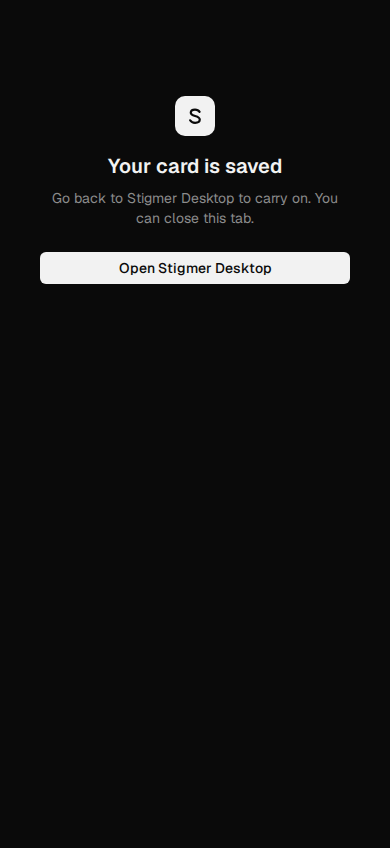 S
Your card is saved
Go back to Stigmer Desktop to carry on. You
can close this tab.
Open Stigmer Desktop